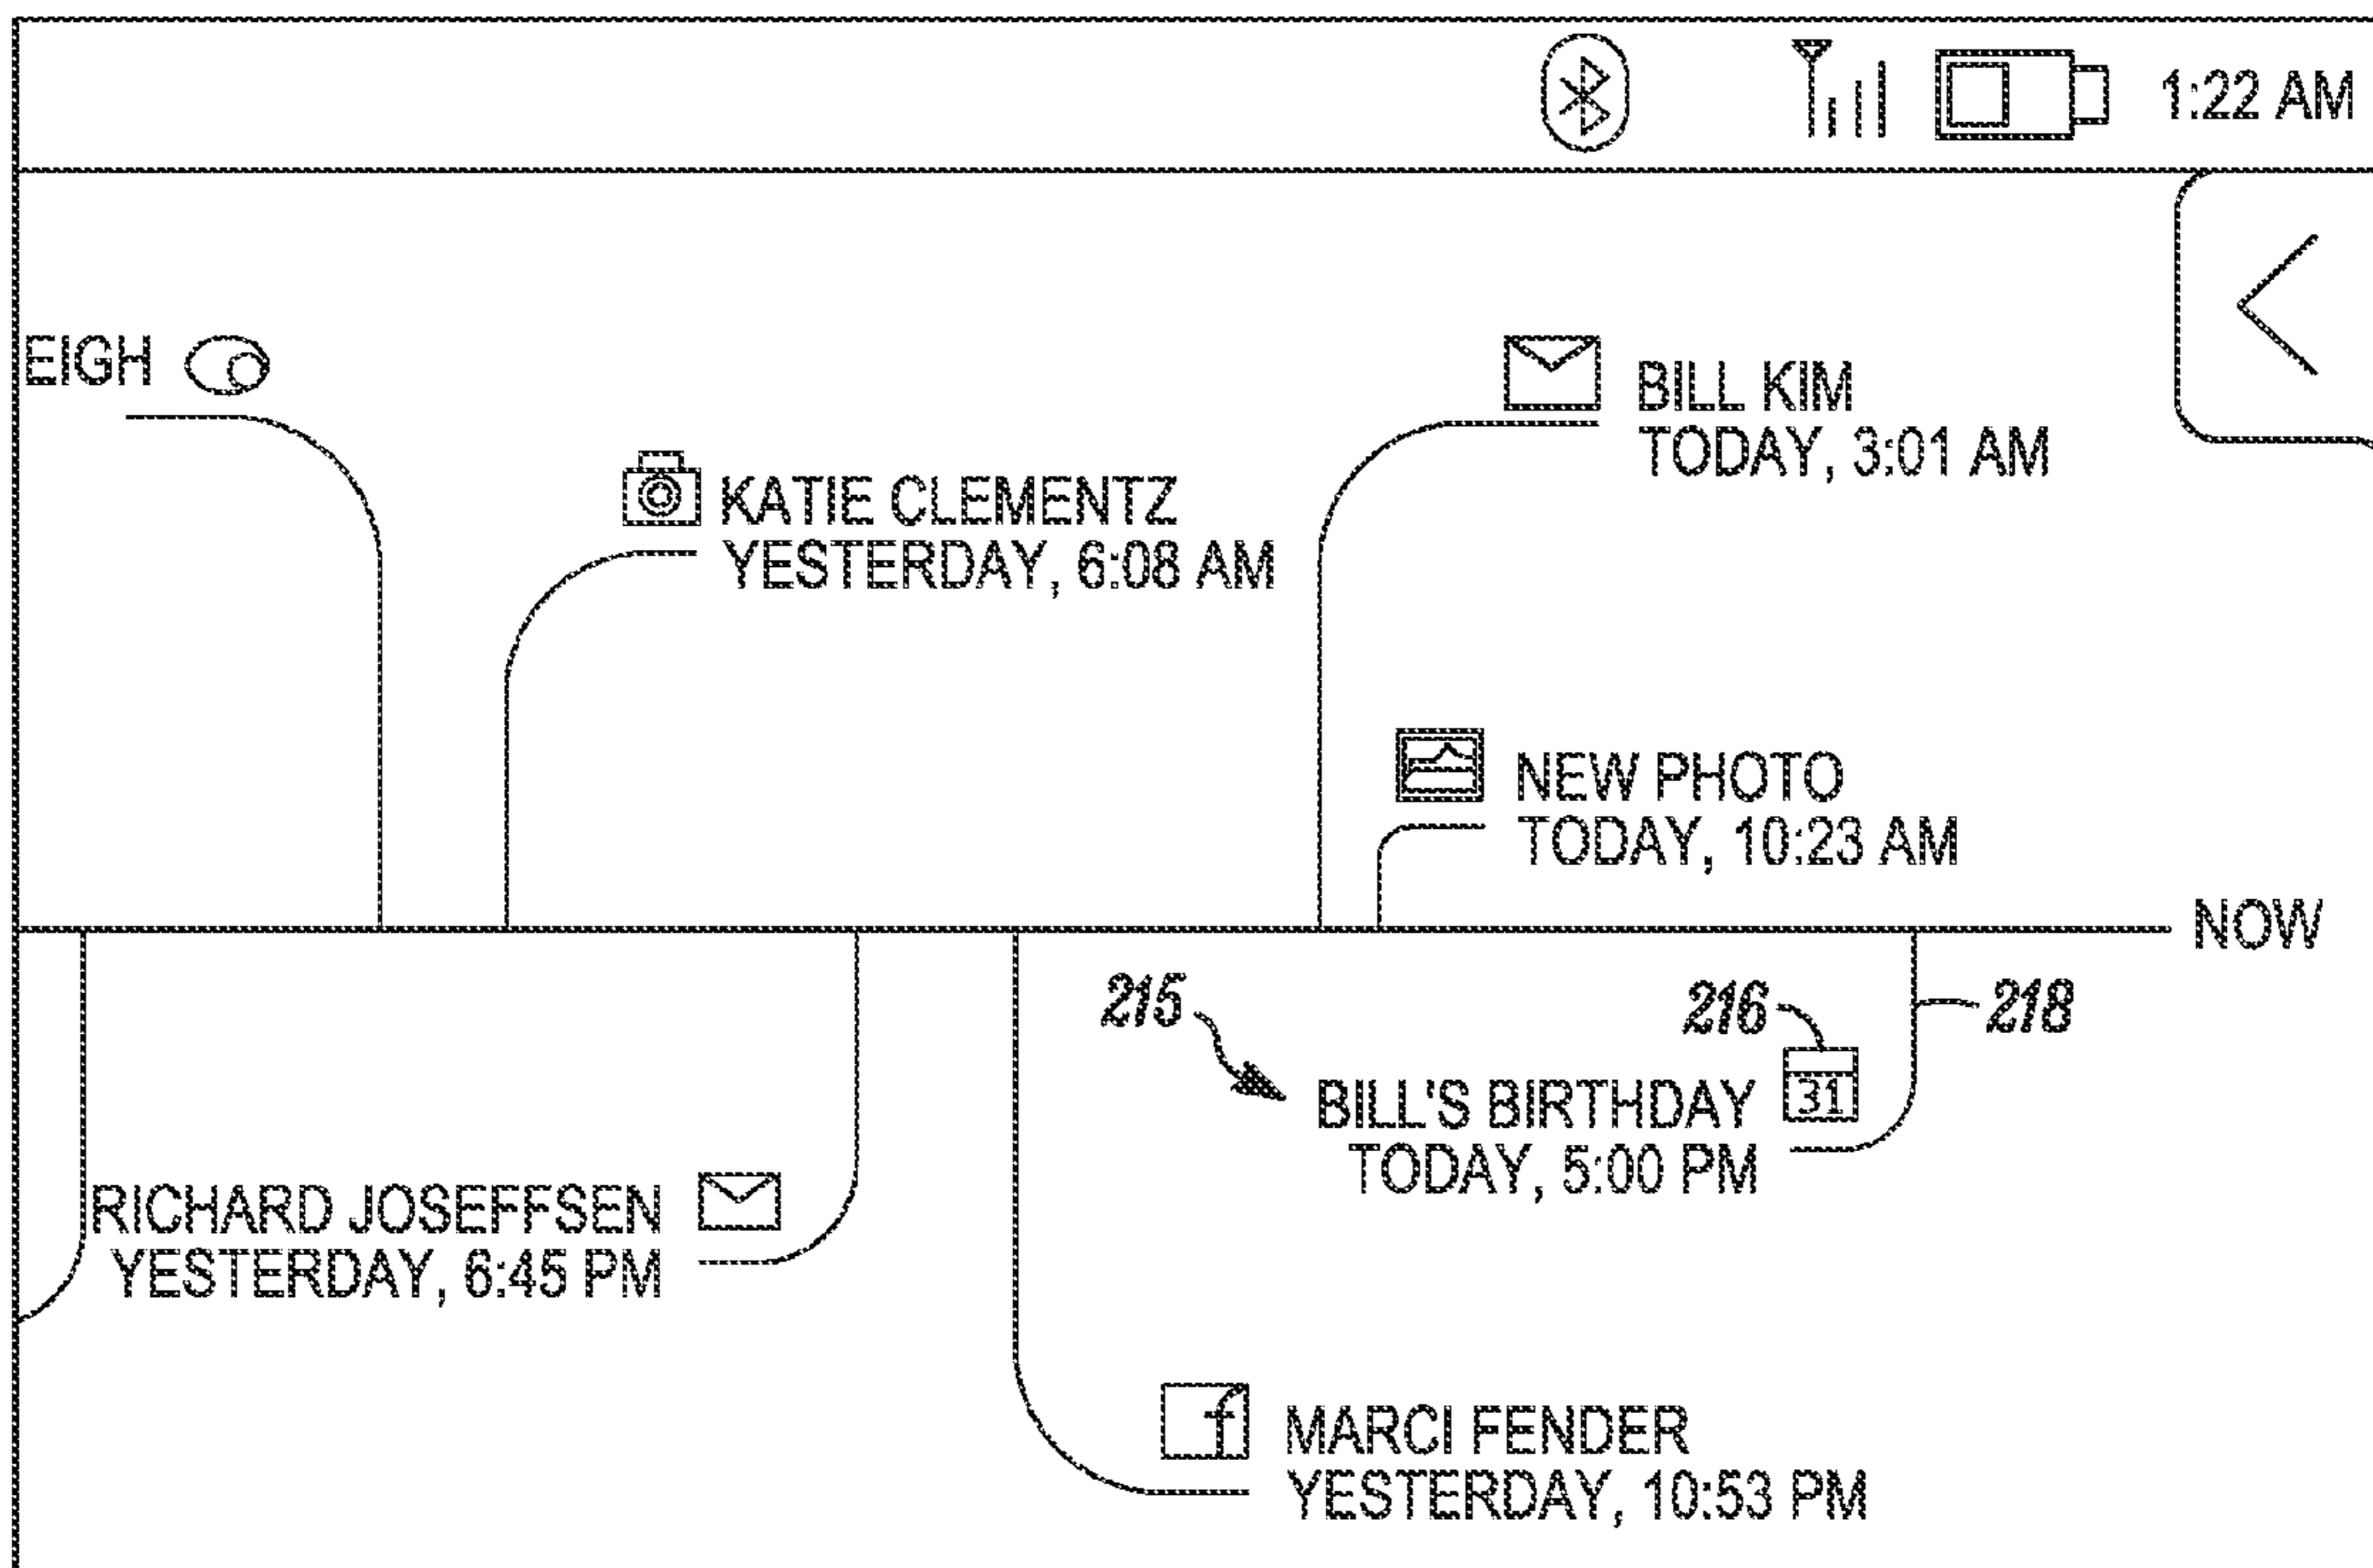 1:22 AM
EIGH
BILL KIM
TODAY, 3:01 AM
KATIE CLEMENTZ
YESTERDAY, 6:08 AM
NEW PHOTO
TODAY, 10:23 AM
NOW
215
216
218
BILL'S BIRTHDAY
31
TODAY, 5:00 PM
RICHARD JOSEFFSEN
YESTERDAY, 6:45 PM
f
MARCI FENDER
YESTERDAY, 10:53 PM